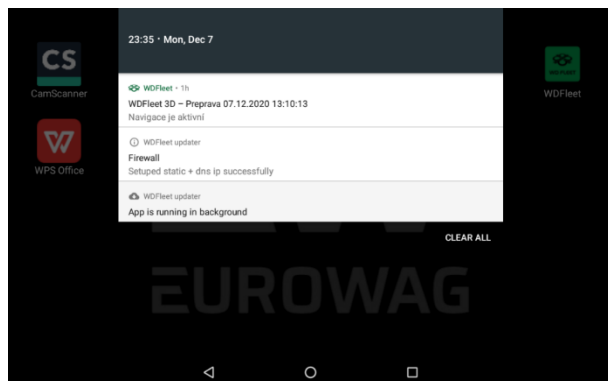 23:35 • Mon, Dec 7
CS
CamScanner
WDFleet
WPS Office
WDFleet • 1h
WDFleet 3D – Preprava 07.12.2020 13:10:13
Navigace je aktivní
WDFleet updater
Firewall
Setuped static + dns ip successfully
WDFleet updater
App is running in background
CLEAR ALL
EUROWAG